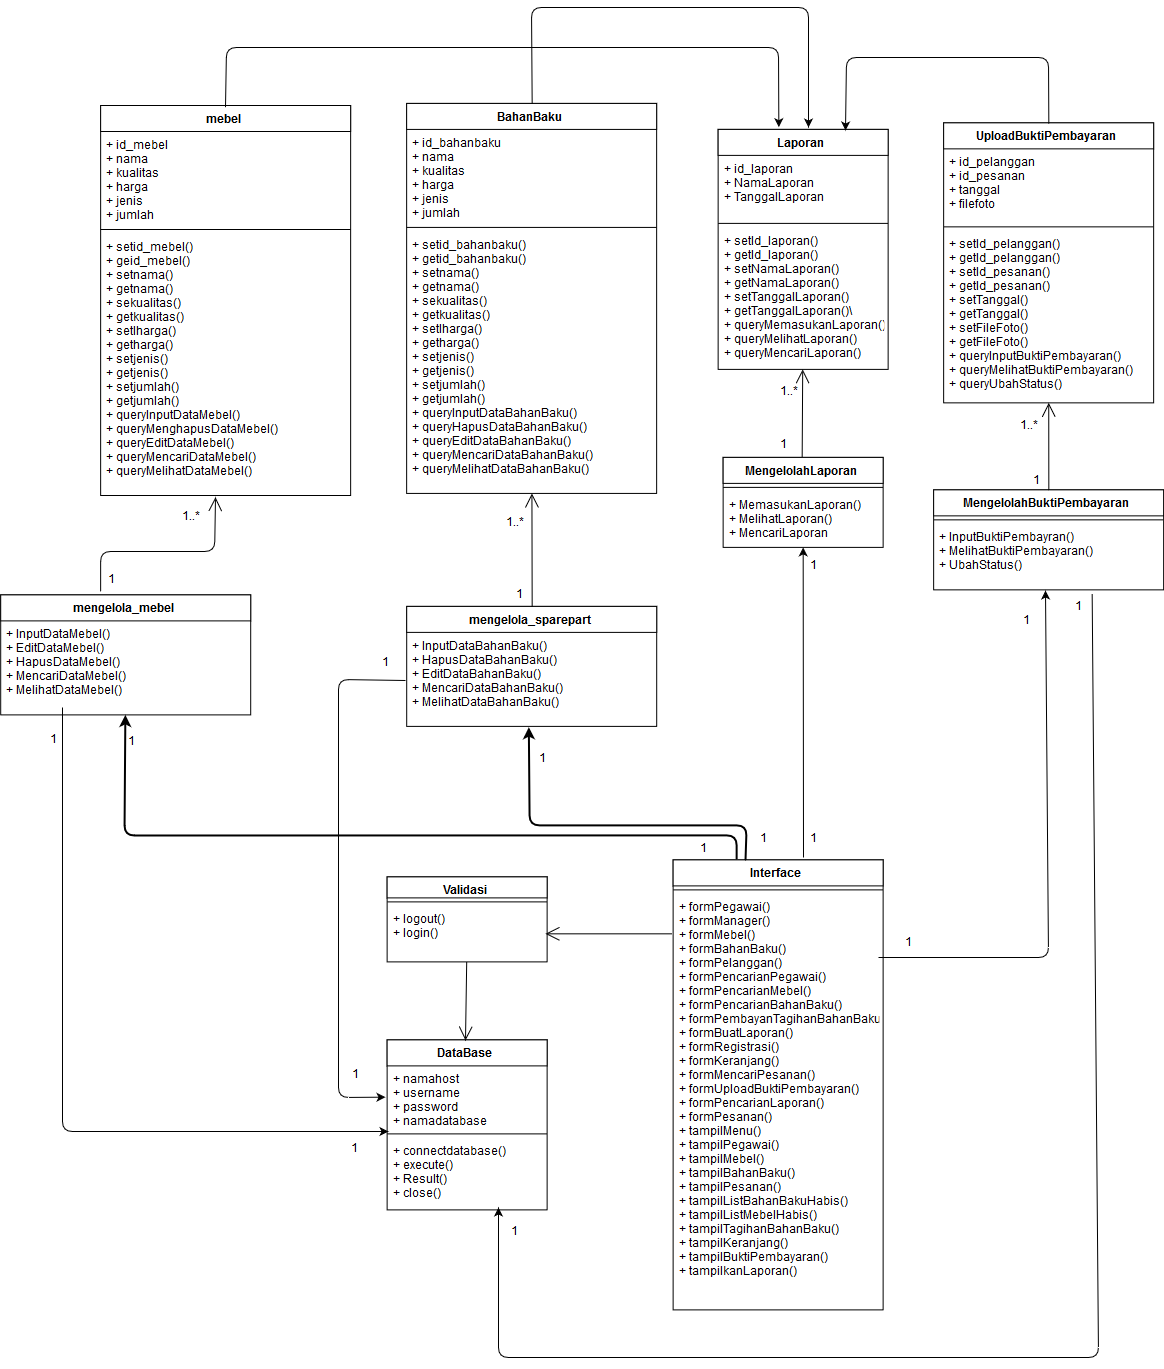 mebel
+ id_mebel
+ nama
+ kualitas
+ harga
+ jenis
+ jumlah
+ setid_mebel()
+ geid_mebel()
+ setnama()
+ getnama()
+ sekualitas()
+ getkualitas()
+ setlharga()
+ getharga()
+ setjenis()
+ getjenis()
+ setjumlah()
+ getjumlah()
+ queryInputDataMebel()
+ queryMenghapusDataMebel()
+ queryEditDataMebel()
+ queryMencariDataMebel()
+ queryMelihatDataMebel()
BahanBaku
+ id_bahanbaku
+ nama
+ kualitas
+ harga
+ jenis
+ jumlah
+ setid_bahanbaku()
+ getid_bahanbaku()
+ setnama()
+ getnama()
+ sekualitas()
+ getkualitas()
+ setlharga()
+ getharga()
+ setjenis()
+ getjenis()
+ setjumlah()
+ getjumlah()
+ queryInputDataBahanBaku()
+ queryHapusDataBahanBaku()
+ queryEditDataBahanBaku()
+ queryMencariDataBahanBaku()
+ queryMelihatDataBahanBaku()
Laporan
+ id_laporan
+ NamaLaporan
+ TanggalLaporan
+ setId_laporan()
+ getId_laporan()
+ setNamaLaporan()
+ getNamaLaporan()
+ setTanggalLaporan()
+ getTanggalLaporan()\
+ queryMemasukanLaporan()
+ queryMelihatLaporan()
+ queryMencariLaporan()
UploadBuktiPembayaran
+ id_pelanggan
+ id_pesanan
+ tanggal
+ filefoto
+ setId_pelanggan()
+ getId_pelanggan()
+ setId_pesanan()
+ getId_pesanan()
+ setTanggal()
+ getTanggal()
+ setFileFoto()
+ getFileFoto()
+ queryInputBuktiPembayaran()
+ queryMelihatBuktiPembayaran()
+ queryUbahStatus()
1..*
1
1..*
1
1..*
1
1..*
1
mengelola_mebel
+ InputDataMebel()
+ EditDataMebel()
+ HapusDataMebel()
+ MencariDataMebel()
+ MelihatDataMebel()
mengelola_sparepart
+ InputDataBahanBaku()
+ HapusDataBahanBaku()
+ EditDataBahanBaku()
+ MencariDataBahanBaku()
+ MelihatDataBahanBaku()
MengelolahLaporan
+ MemasukanLaporan()
+ MelihatLaporan()
+ MencariLaporan
MengelolahBuktiPembayaran
+ InputBuktiPembayran()
+ MelihatBuktiPembayaran()
+ UbahStatus()
1
1
1
1
1
1
1
1
1
1
1
Validasi
+ logout()
+ login()
1
DataBase
+ namahost
+ username
+ password
+ namadatabase
+ connectdatabase()
+ execute()
+ Result()
+ close()
1
1
1
Interface
+ formPegawai()
+ formManager()
+ formMebel()
+ formBahanBaku()
+ formPelanggan()
+ formPencarianPegawai()
+ formPencarianMebel()
+ formPencarianBahanBaku()
+ formPembayanTagihanBahanBaku
+ formBuatLaporan()
+ formRegistrasi()
+ formKeranjang()
+ formMencariPesanan()
+ formUploadBuktiPembayaran()
+ formPencarianLaporan()
+ formPesanan()
+ tampilMenu()
+ tampilPegawai()
+ tampilMebel()
+ tampilBahanBaku()
+ tampilPesanan()
+ tampilListBahanBakuHabis()
+ tampilListMebelHabis()
+ tampilTagihanBahanBaku()
+ tampilKeranjang()
+ tampilBuktiPembayaran()
+ tampilkanLaporan()